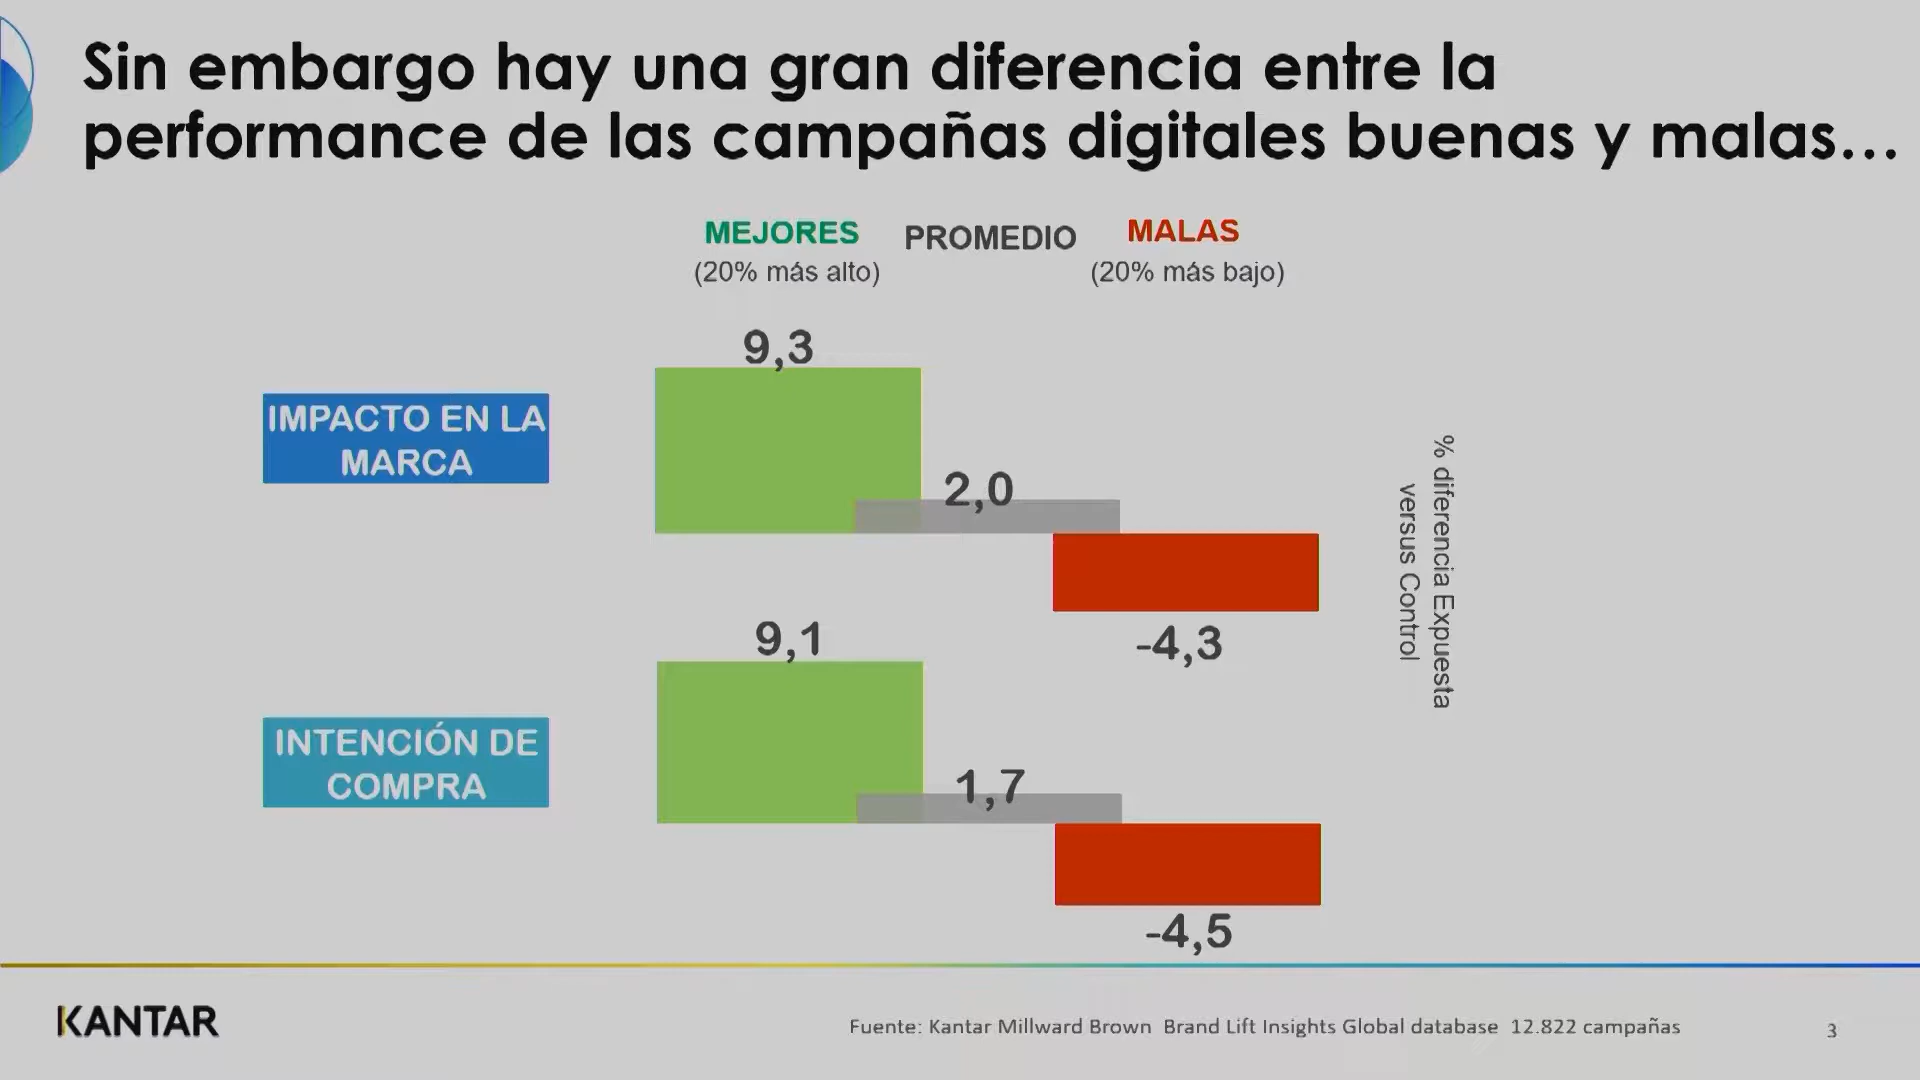 Sin embargo hay una gran diferencia entre la
performance de las campañas digitales buenas y malas...
MEJORES
(20% más alto)
PROMEDIO
MALAS
(20% más bajo)
IMPACTO EN LA
MARCA
9,3
2,0
-4,3
% diferencia Expuesta
versus Control
INTENCIÓN DE
COMPRA
9,1
1,7
-4,5
KANTAR
Fuente: Kantar Millward Brown Brand Lift Insights Global database 12.822 campañas
3